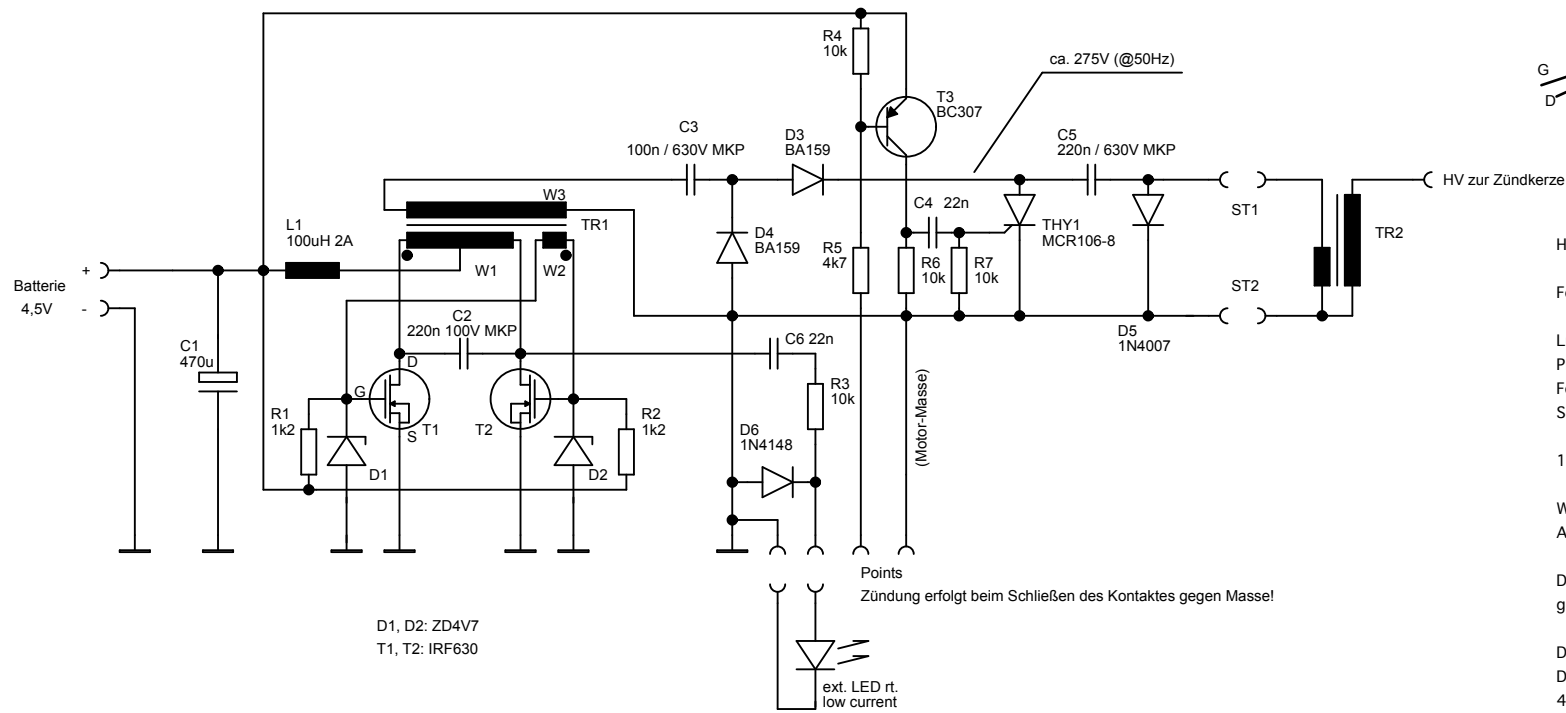 R4
10k
ca. 275V (@50Hz)
G
D
T3
BC307
C3
100n / 630V MKP
D3
BA159
C5
220n / 630V MKP
HV zur Zündkerze
W3
TR1
C4 22n
ST1
L1
100uH 2A
D4
BA159
THY1
MCR106-8
TR2
W1
W2
R5
4k7
R6
10k
R7
10k
H
Batterie
+
4,5V
-
ST2
F
C2
220n 100V MKP
C6 22n
D5
1N4007
C1
470u
D
G
S
T1
T2
R3
10k
(Motor-Masse)
L
P
F
S
R1
1k2
R2
1k2
D6
1N4148
D1
D2
1
W
A
Points
Zündung erfolgt beim Schließen des Kontaktes gegen Masse!
D
g
D1, D2: ZD4V7
T1, T2: IRF630
D
D
4
ext. LED rt.
low current